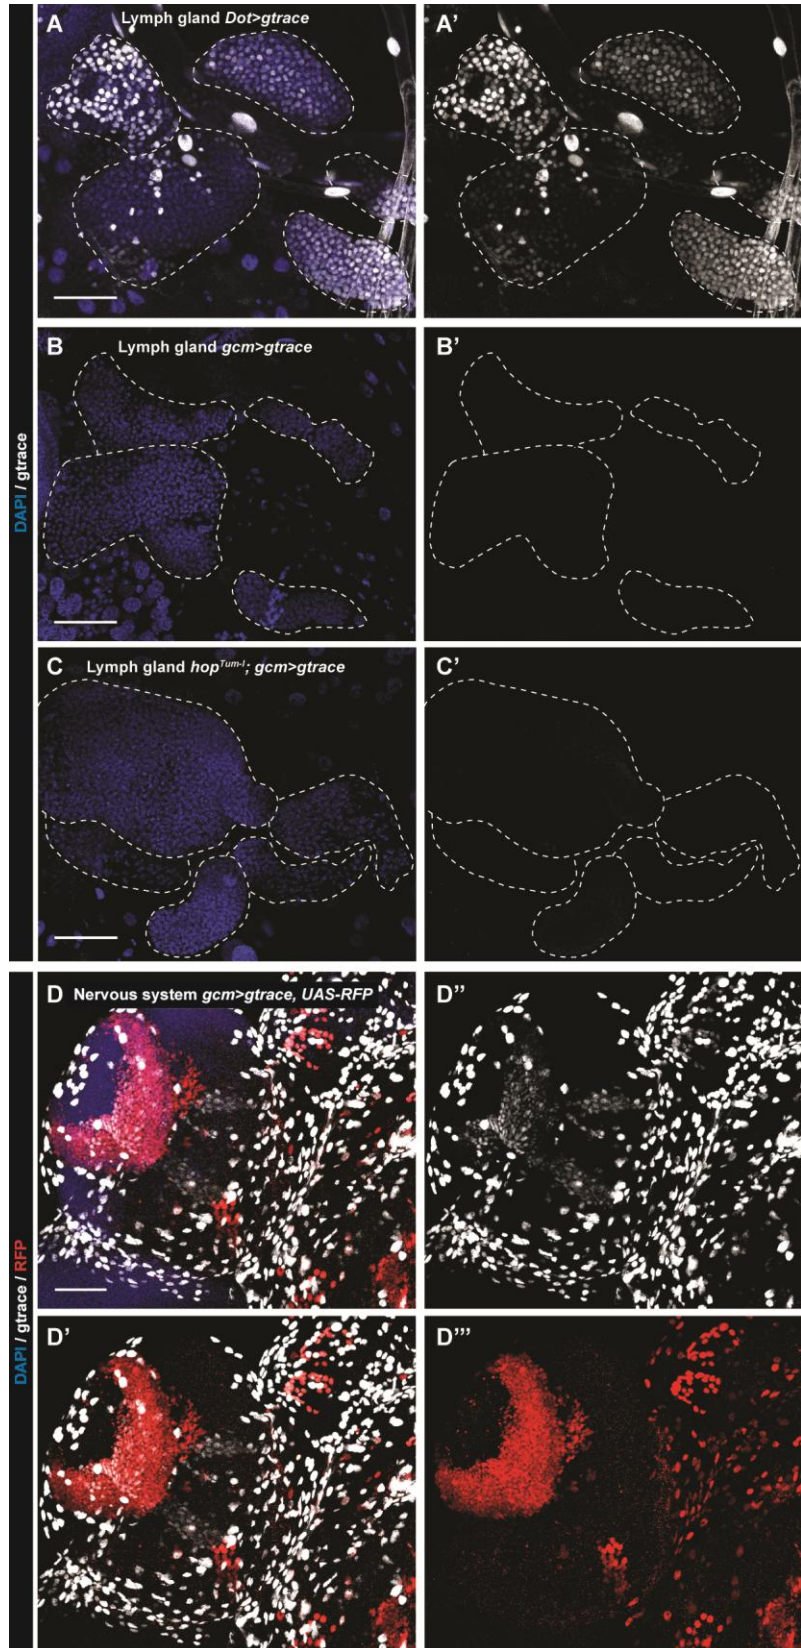 A Lymph gland Dot>gtrace
A'
B Lymph gland gcm>gtrace
B'
C Lymph gland hopTum-l; gcm>gtrace
C'
DAPI / gtrace
D Nervous system gcm>gtrace, UAS-RFP
D''
D'
D'''
DAPI / gtrace / RFP